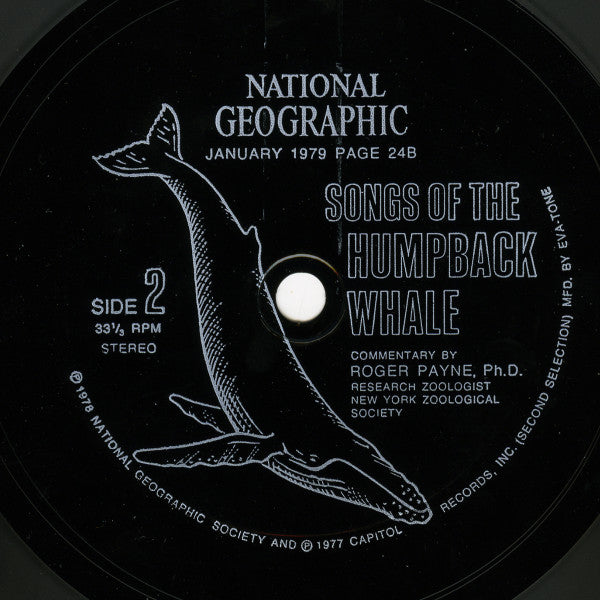 NATIONAL
GEOGRAPHIC
JANUARY 1979 PAGE 24B
SONGS OF THE
HUMPBACK
WHALE
SIDE 2
33⅓ RPM
STEREO
COMMENTARY BY
ROGER PAYNE, Ph.D.
RESEARCH ZOOLOGIST
NEW YORK ZOOLOGICAL
SOCIETY
℗ 1978 NATIONAL GEOGRAPHIC SOCIETY AND ℗ 1977 CAPITOL RECORDS, INC. (SECOND SELECTION) MFD. BY EVA-TONE